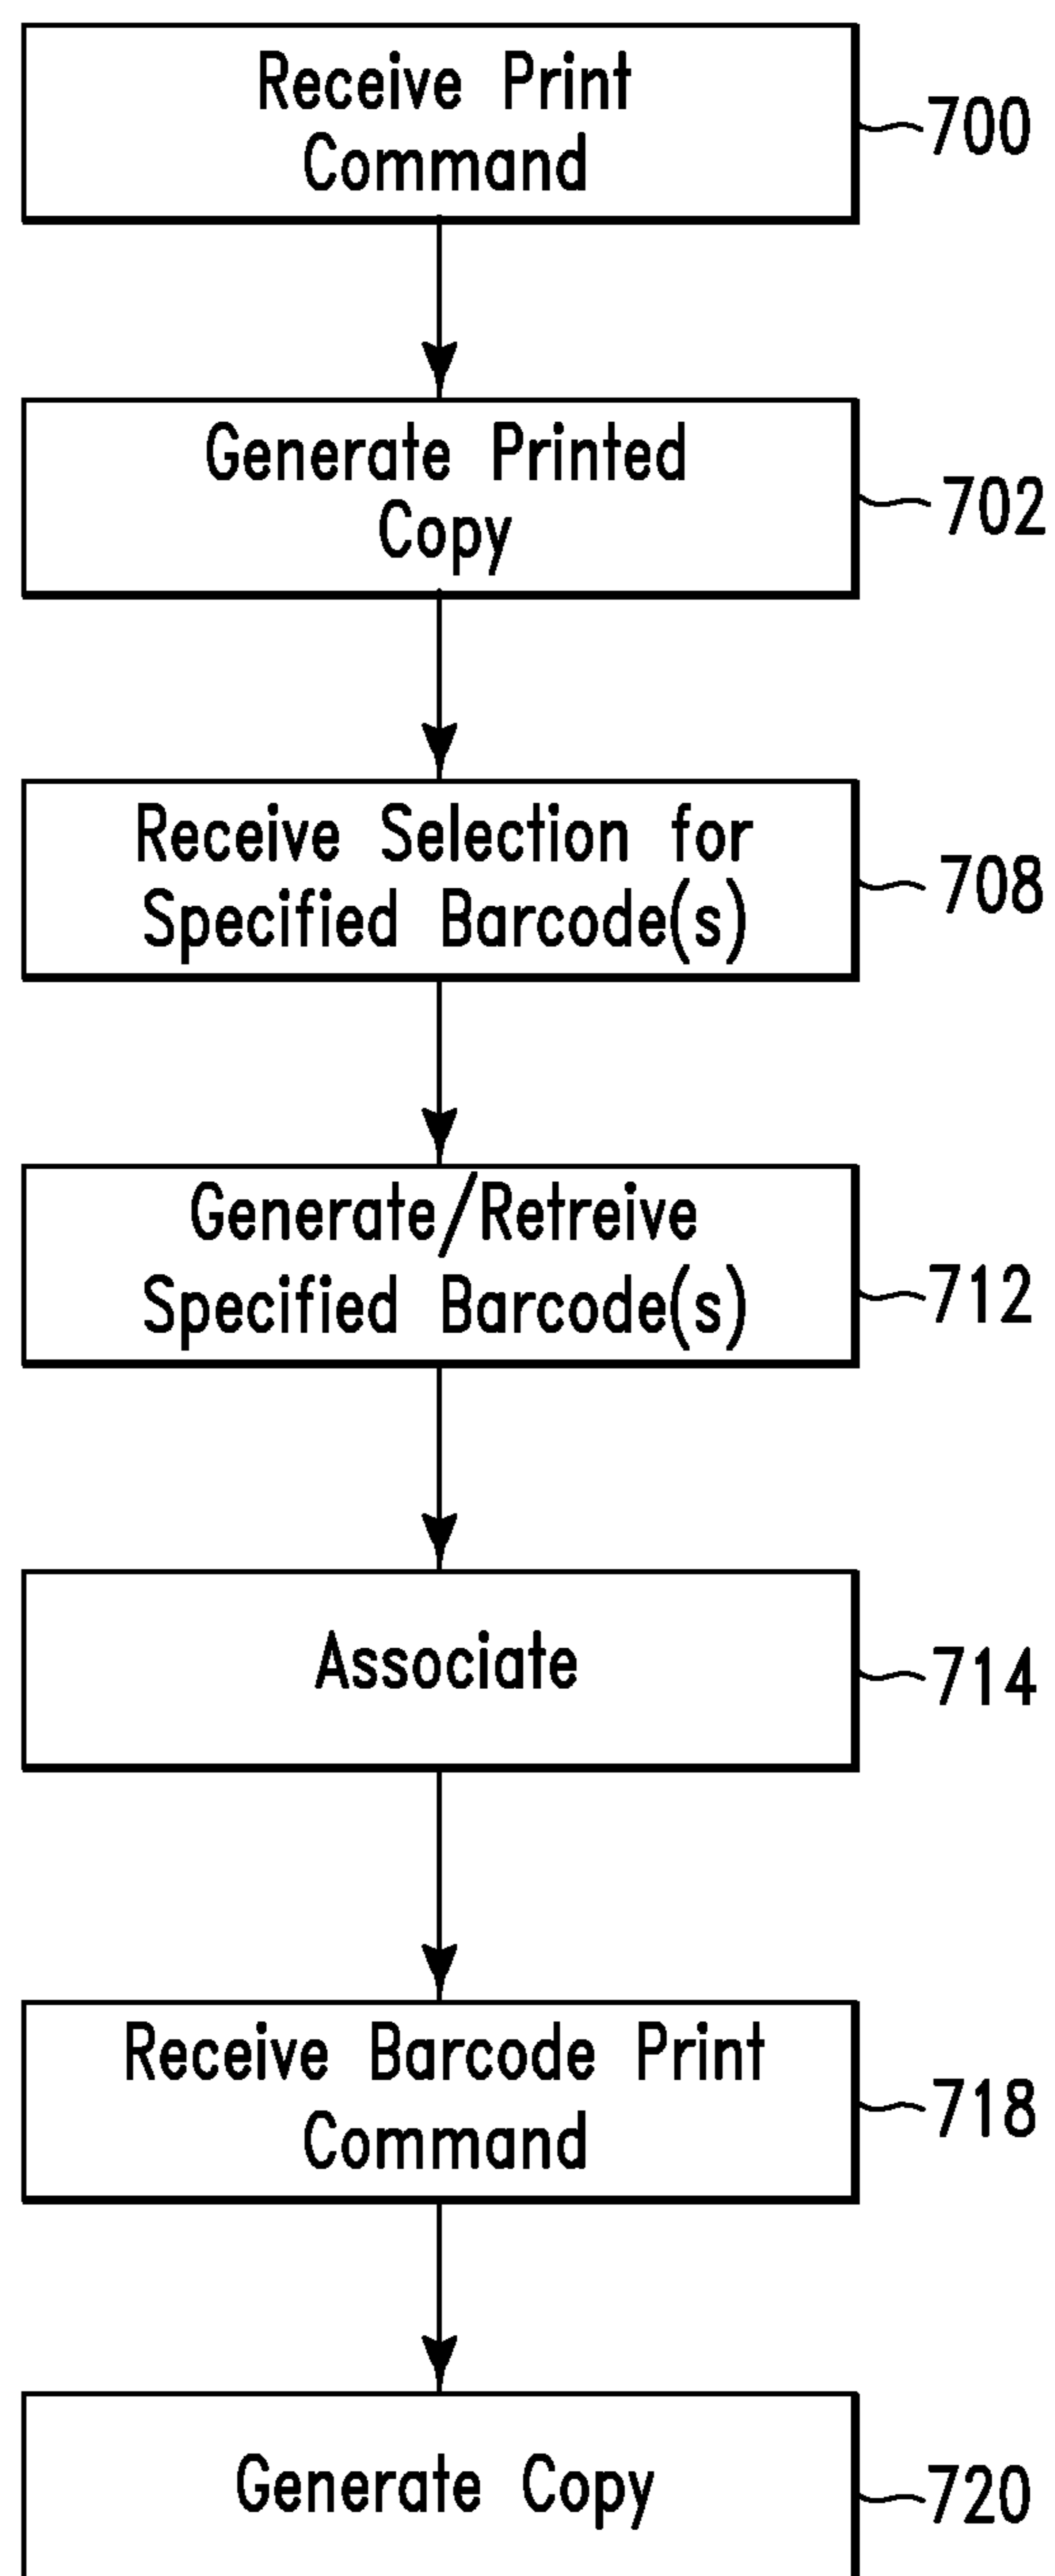 Receive Print
Command
700
Generate Printed
Copy
702
Receive Selection for
Specified Barcode(s)
708
Generate/Retreive
Specified Barcode(s)
712
Associate
714
Receive Barcode Print
Command
718
Generate Copy
720